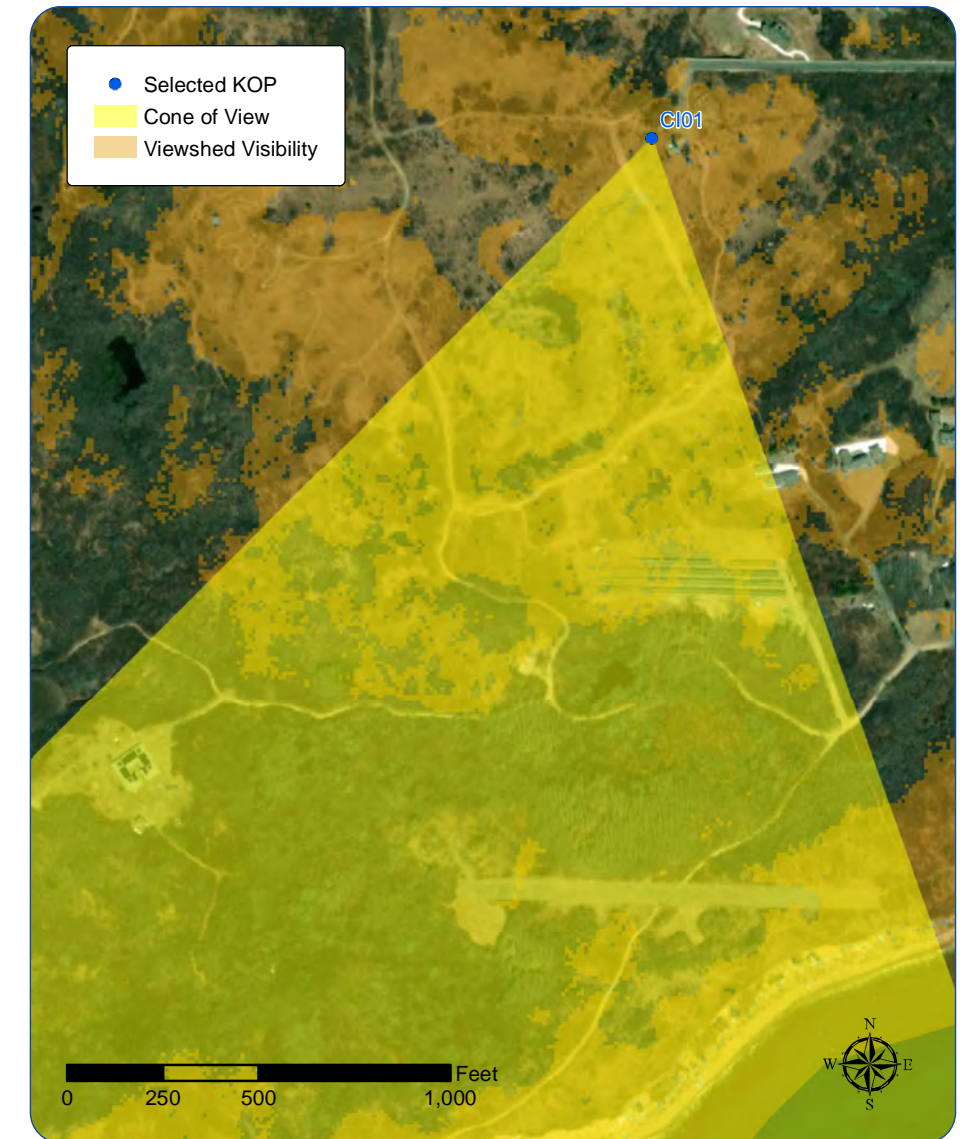 Selected KOP
Cone of View
Viewshed Visibility
CI01
N
W E
S
Feet
0 250 500 1,000